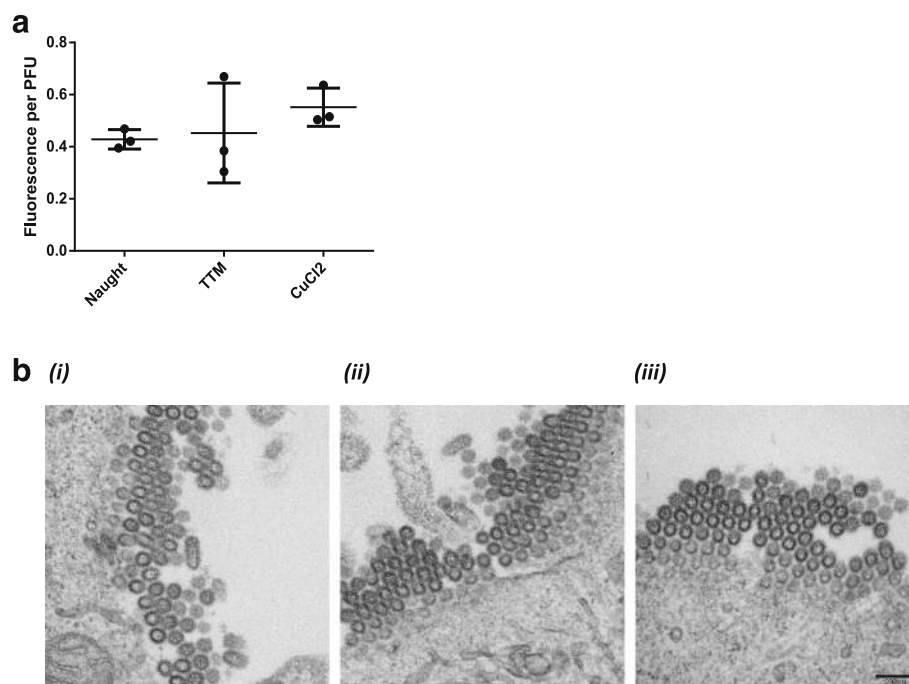 a
Fluorescence per PFU
0.8
0.6
0.4
0.2
0.0
Naught
TTM
CuCl2
b (i) (ii) (iii)